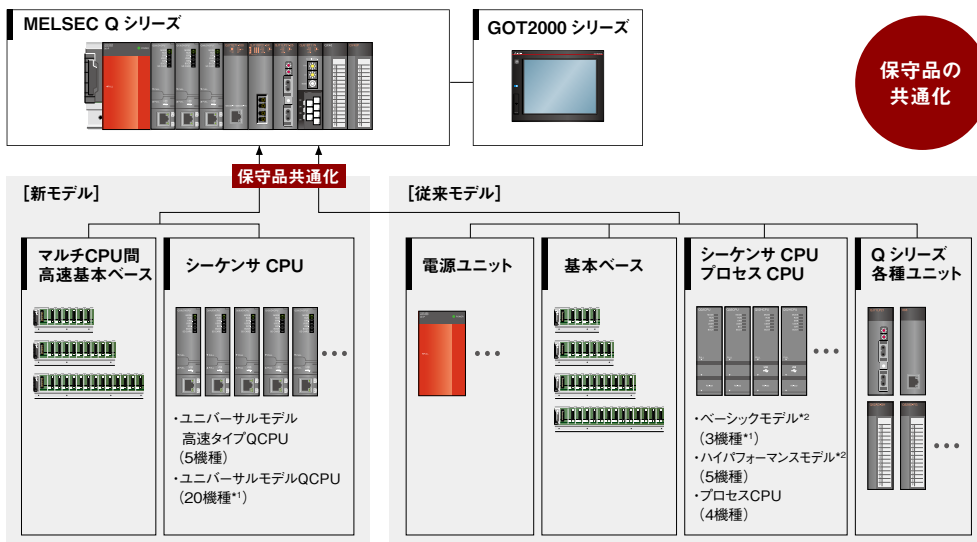 MELSEC Q シリーズ
GOT2000 シリーズ
保守品の
共通化
保守品共通化
[新モデル]
[従来モデル]
マルチCPU間
高速基本ベース
シーケンサ CPU
・ユニバーサルモデル
高速タイプQCPU
(5機種)
・ユニバーサルモデルQCPU
(20機種*1)
電源ユニット
基本ベース
シーケンサ CPU
プロセス CPU
・ベーシックモデル*2
(3機種*1)
・ハイパフォーマンスモデル*2
(5機種)
・プロセスCPU
(4機種)
Q シリーズ
各種ユニット